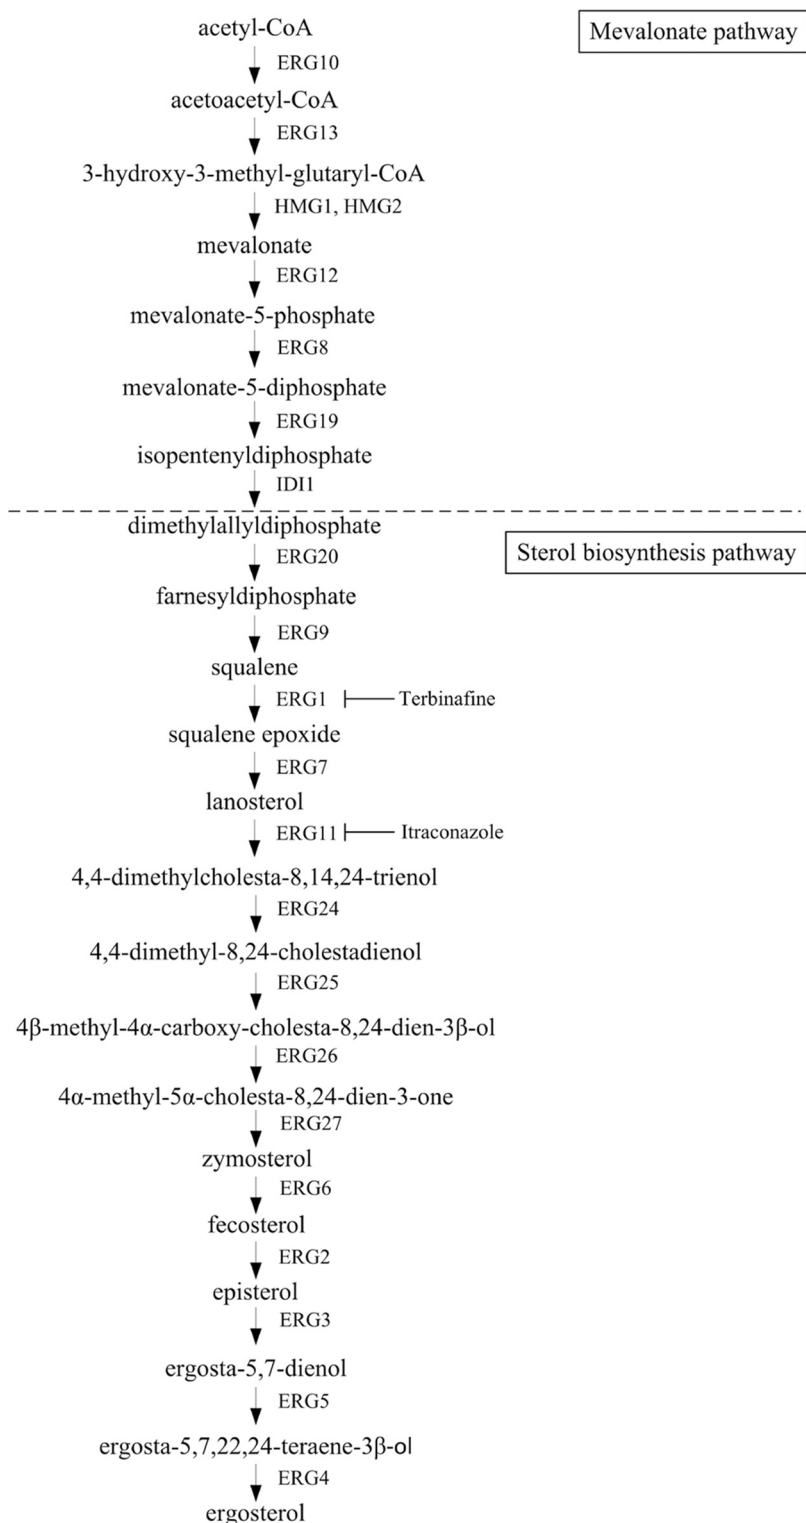 acetyl-CoA
Mevalonate pathway
ERG10
acetoacetyl-CoA
ERG13
3-hydroxy-3-methyl-glutaryl-CoA
HMG1, HMG2
mevalonate
ERG12
mevalonate-5-phosphate
ERG8
mevalonate-5-diphosphate
ERG19
isopentenyldiphosphate
IDI1
dimethylallyldiphosphate
Sterol biosynthesis pathway
ERG20
farnesyldiphosphate
ERG9
squalene
ERG1 Terbinafine
squalene epoxide
ERG7
lanosterol
ERG11 Itraconazole
4,4-dimethylcholesta-8,14,24-trienol
ERG24
4,4-dimethyl-8,24-cholestadienol
ERG25
4β-methyl-4α-carboxy-cholesta-8,24-dien-3β-ol
ERG26
4α-methyl-5α-cholesta-8,24-dien-3-one
ERG27
zymosterol
ERG6
fecosterol
ERG2
episterol
ERG3
ergosta-5,7-dienol
ERG5
ergosta-5,7,22,24-teraene-3β-ol
ERG4
ergosterol